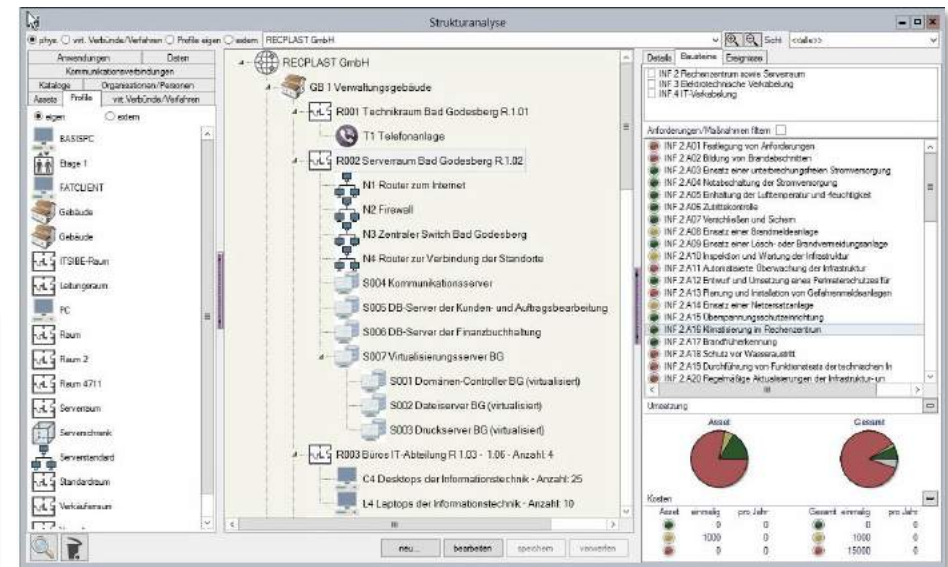 Strukturanalyse
phys. virt. Verbünde/Verfahren Profile eigen extern RECPLAST GmbH Sicht <alle>
Anwendungen Daten
Kommunikationsverbindungen
Kataloge Organisationen/Personen
Assets Profile virt. Verbünde/Verfahren
eigen extern
BASISPC
Etage 1
FATCLIENT
Gebäude
Gebäude
ITSIBE-Raum
Leitungsraum
PC
Raum
Raum 2
Raum 4711
Serverraum
Serverschrank
Serverstandard
Standardraum
Verkäuferraum
RECPLAST GmbH
GB 1 Verwaltungsgebäude
R001 Technikraum Bad Godesberg R.1.01
T1 Telefonanlage
R002 Serverraum Bad Godesberg R.1.02
N1 Router zum Internet
N2 Firewall
N3 Zentraler Switch Bad Godesberg
N4 Router zur Verbindung der Standorte
S004 Kommunikationsserver
S005 DB-Server der Kunden- und Auftragsbearbeitung
S006 DB-Server der Finanzbuchhaltung
S007 Virtualisierungsserver BG
S001 Domänen-Controller BG (virtualisiert)
S002 Dateiserver BG (virtualisiert)
S003 Druckserver BG (virtualisiert)
R003 Büros IT-Abteilung R 1.03 - 1.06 - Anzahl: 4
C4 Desktops der Informationstechnik - Anzahl: 25
L4 Laptops der Informationstechnik - Anzahl: 10
neu... bearbeiten speichern verwerfen
Details Bausteine Ereignisse
INF.2 Rechenzentrum sowie Serverraum
INF.3 Elektrotechnische Verkabelung
INF.4 IT-Verkabelung
Anforderungen/Maßnahmen filtern
INF.2.A01 Festlegung von Anforderungen
INF.2.A02 Bildung von Brandabschnitten
INF.2.A03 Einsatz einer unterbrechungsfreien Stromversorgung
INF.2.A04 Notabschaltung der Stromversorgung
INF.2.A05 Einhaltung der Lufttemperatur und -feuchtigkeit
INF.2.A06 Zutrittskontrolle
INF.2.A07 Verschließen und Sichern
INF.2.A08 Einsatz einer Brandmeldeanlage
INF.2.A09 Einsatz einer Lösch- oder Brandvermeidungsanlage
INF.2.A10 Inspektion und Wartung der Infrastruktur
INF.2.A11 Automatisierte Überwachung der Infrastruktur
INF.2.A12 Entwurf und Umsetzung eines Perimeterschutzes für
INF.2.A13 Planung und Installation von Gefahrenmeldeanlagen
INF.2.A14 Einsatz einer Netzersatzanlage
INF.2.A15 Überspannungsschutzeinrichtung
INF.2.A16 Klimatisierung im Rechenzentrum
INF.2.A17 Brandfrüherkennung
INF.2.A18 Schutz vor Wasseraustritt
INF.2.A19 Durchführung von Funktionstests der technischen In
INF.2.A20 Regelmäßige Aktualisierungen der Infrastruktur-un
Umsetzung
Asset Gesamt
Kosten
Asset einmalig pro Jahr Gesamt einmalig pro Jahr
0 0 0 0
1000 0 1000 0
0 0 15000 0